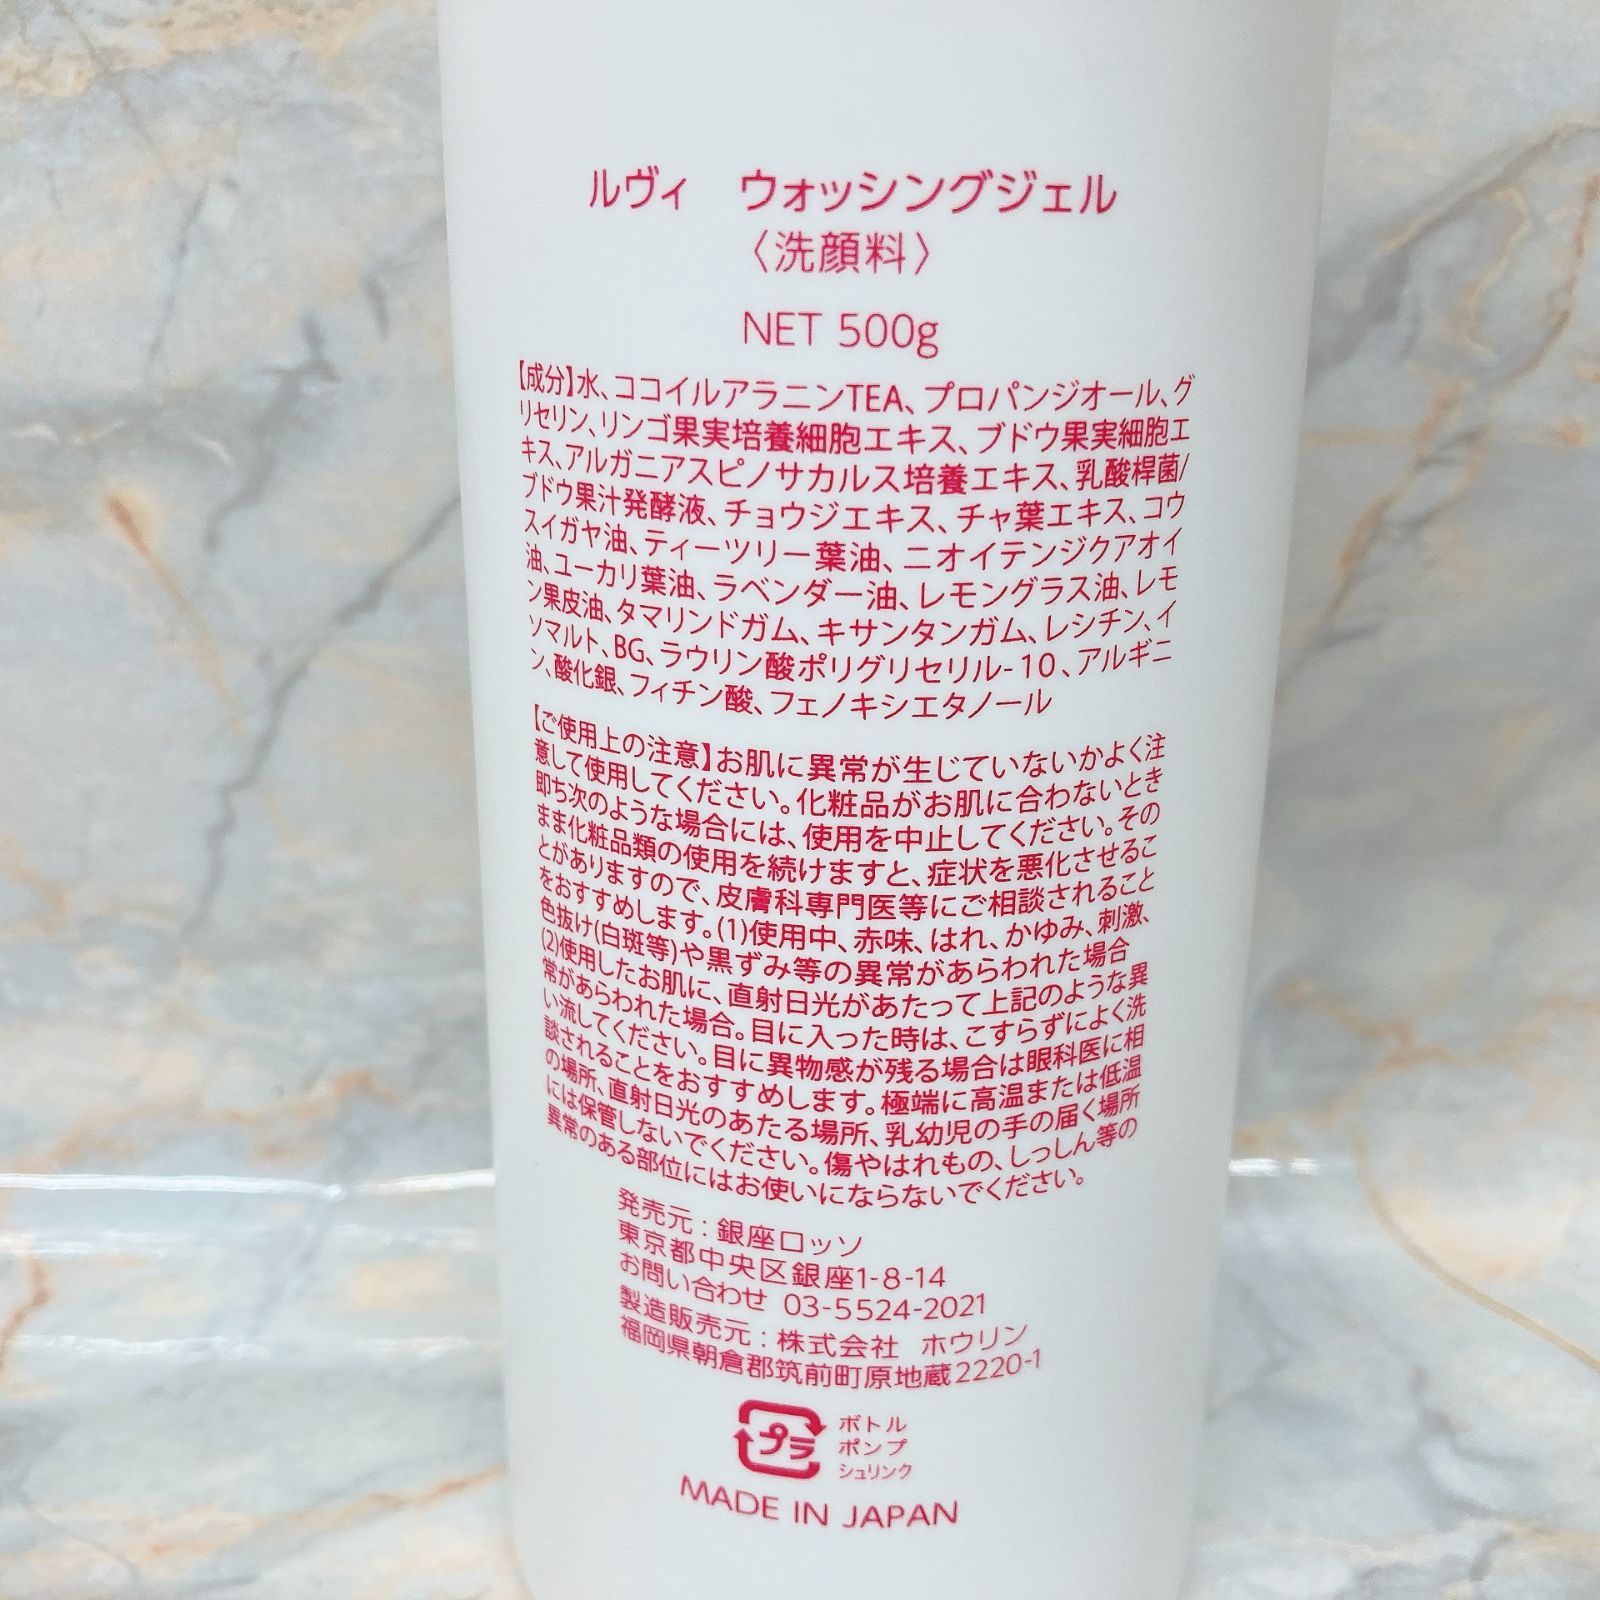 ルヴィ　ウォッシングジェル
〈洗顔料〉
NET 500g
【成分】水、ココイルアラニンTEA、プロパンジオール、グ
リセリン、リンゴ果実培養細胞エキス、ブドウ果実細胞エ
キス、アルガニアスピノサカルス培養エキス、乳酸桿菌/
ブドウ果汁発酵液、チョウジエキス、チャ葉エキス、コウ
スイガヤ油、ティーツリー葉油、ニオイテンジクアオイ
油、ユーカリ葉油、ラベンダー油、レモングラス油、レモ
ン果皮油、タマリンドガム、キサンタンガム、レシチン、イ
ソマルト、BG、ラウリン酸ポリグリセリル-10、アルギニ
ン、酸化銀、フィチン酸、フェノキシエタノール
【ご使用上の注意】お肌に異常が生じていないかよく注
意して使用してください。化粧品がお肌に合わないとき
即ち次のような場合には、使用を中止してください。その
まま化粧品類の使用を続けますと、症状を悪化させるこ
とがありますので、皮膚科専門医等にご相談されること
をおすすめします。(1)使用中、赤味、はれ、かゆみ、刺激、
色抜け(白斑等)や黒ずみ等の異常があらわれた場合
(2)使用したお肌に、直射日光があたって上記のような異
常があらわれた場合。目に入った時は、こすらずによく洗
い流してください。目に異物感が残る場合は眼科医に相
談されることをおすすめします。極端に高温または低温
の場所、直射日光のあたる場所、乳幼児の手の届く場所
には保管しないでください。傷やはれもの、しっしん等の
異常のある部位にはお使いにならないでください。
発売元：銀座ロッソ
東京都中央区銀座1-8-14
お問い合わせ 03-5524-2021
製造販売元：株式会社　ホウリン
福岡県朝倉郡筑前町原地蔵2220-1
プラ
ボトル
ポンプ
シュリンク
MADE IN JAPAN